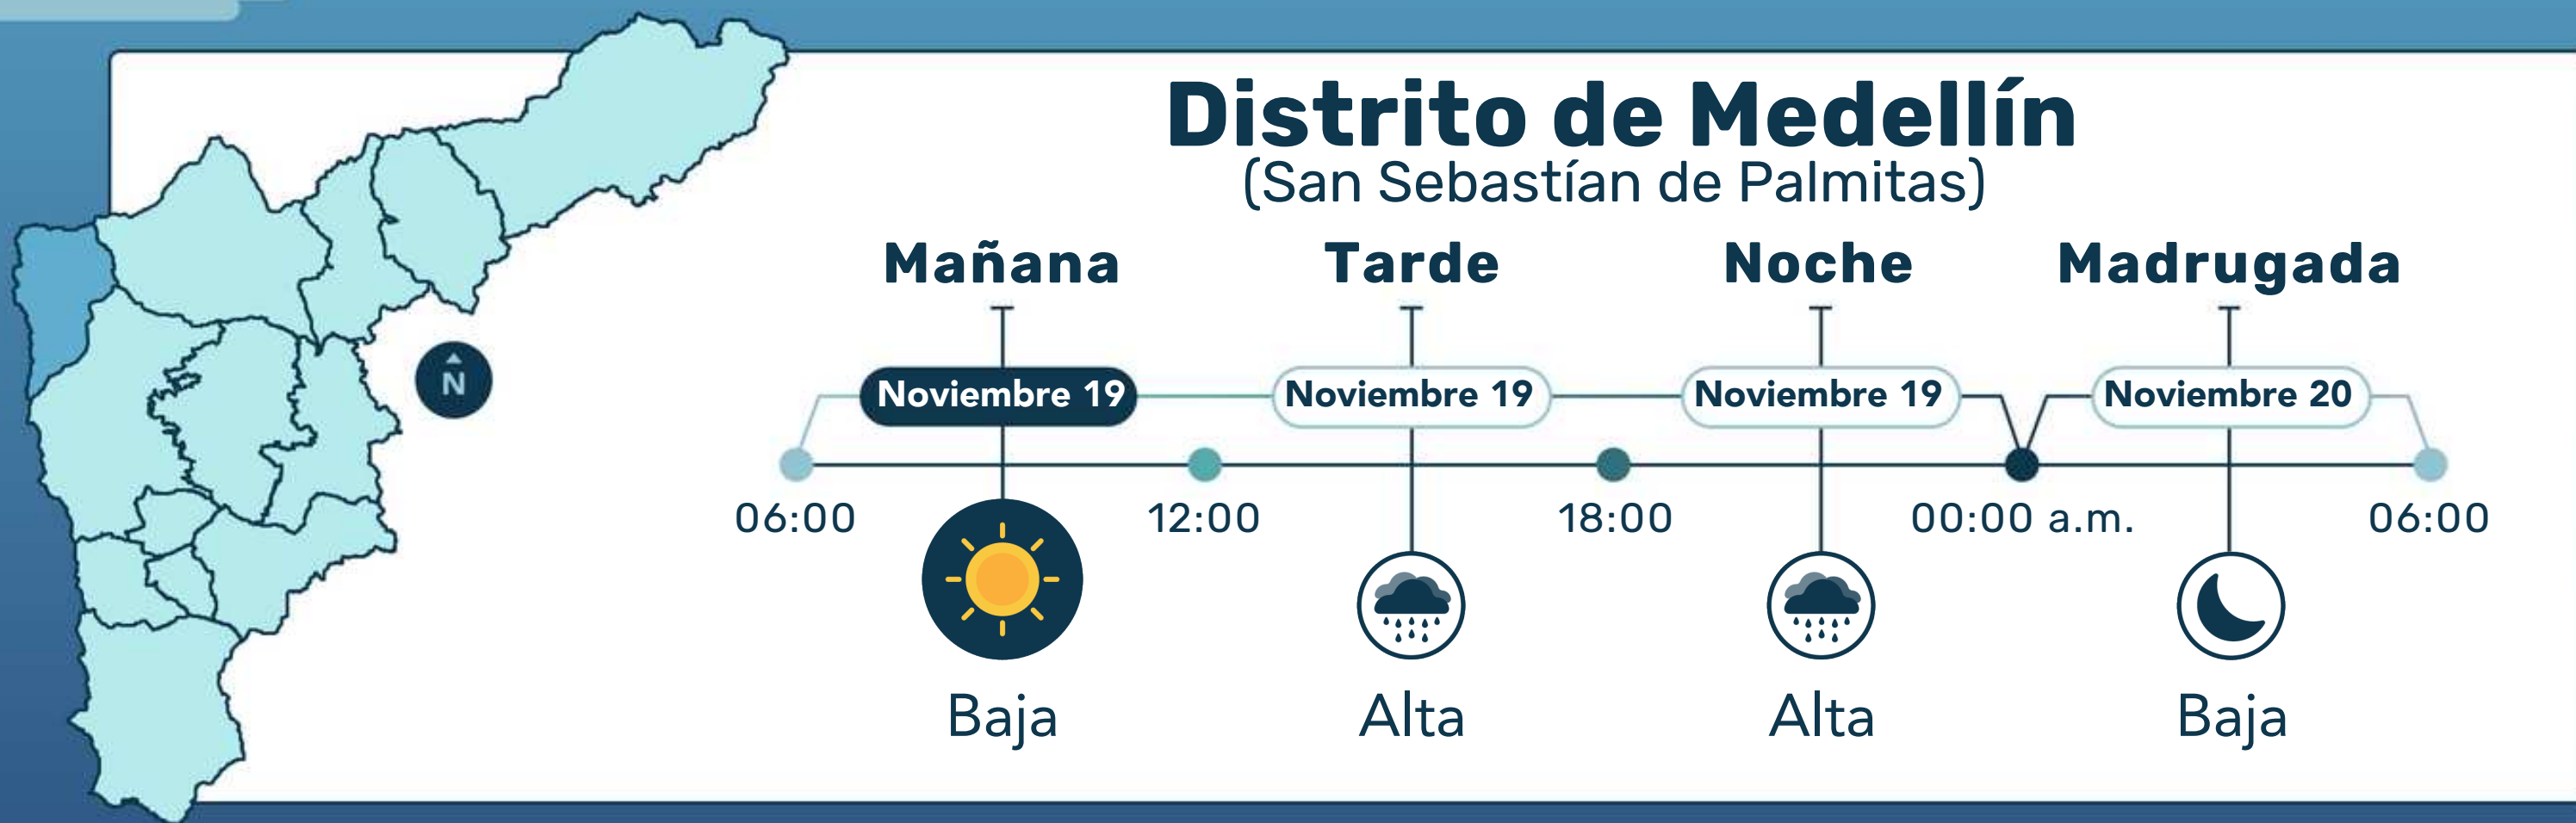 Distrito de Medellín
(San Sebastían de Palmitas)
Mañana Tarde Noche Madrugada
Noviembre 19 Noviembre 19 Noviembre 19 Noviembre 20
N
06:00 12:00 18:00 00:00 a.m. 06:00
Baja Alta Alta Baja